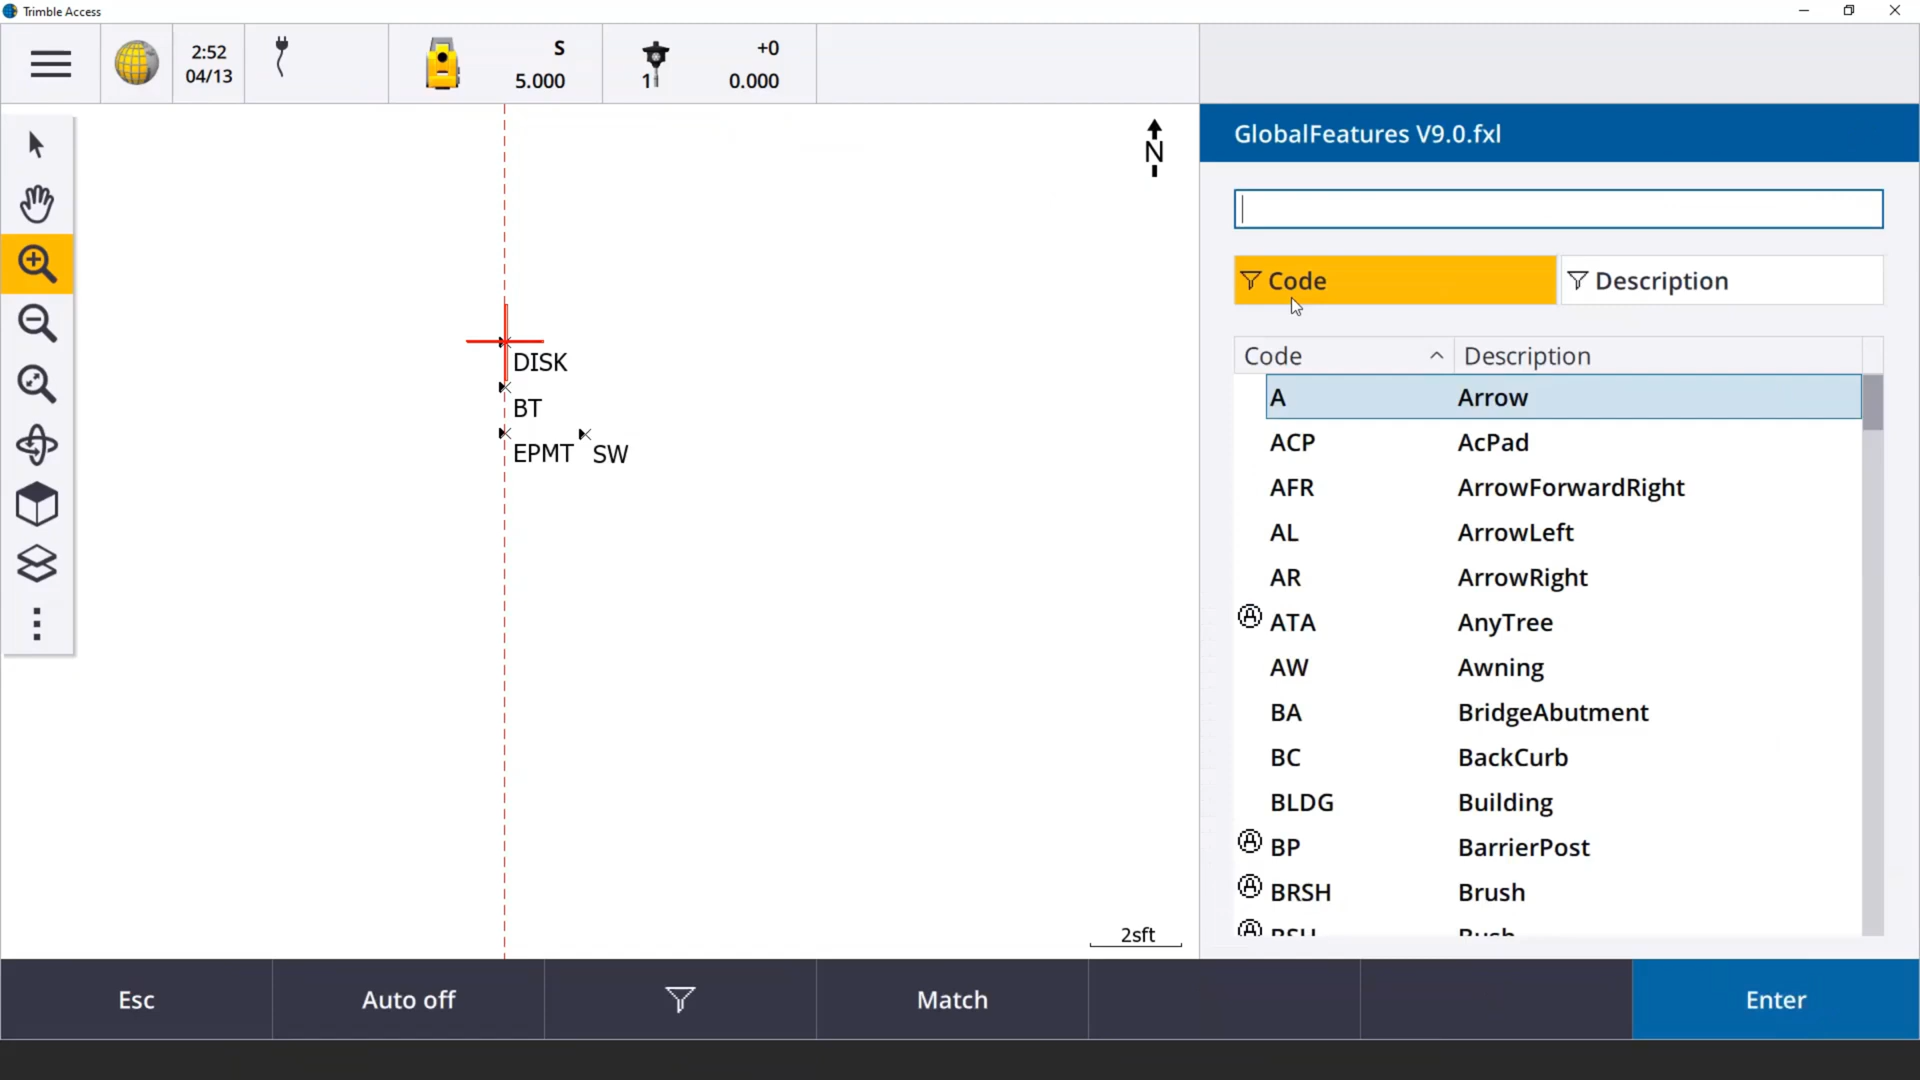 Trimble Access
2:52
04/13
S
5.000
1
+0
0.000
N
DISK
BT
EPMT
SW
2sft
GlobalFeatures V9.0.fxl
Code
Description
Code Description
A Arrow
ACP AcPad
AFR ArrowForwardRight
AL ArrowLeft
AR ArrowRight
ATA AnyTree
AW Awning
BA BridgeAbutment
BC BackCurb
BLDG Building
BP BarrierPost
BRSH Brush
BSH Bush
Esc Auto off Match Enter